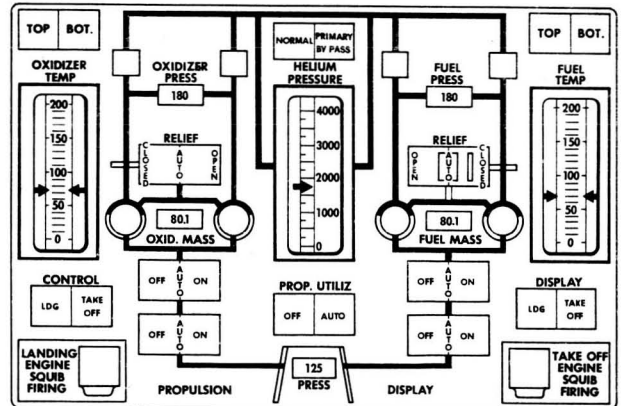 TOP BOT.
NORMAL PRIMARY BY PASS
TOP BOT.
OXIDIZER TEMP
OXIDIZER PRESS
180
HELIUM PRESSURE
FUEL PRESS
180
FUEL TEMP
200
150
100
50
0
4000
3000
2000
1000
0
200
150
100
50
0
RELIEF
CLOSED AUTO OPEN
RELIEF
OPEN AUTO CLOSED
80.1
OXID. MASS
80.1
FUEL MASS
CONTROL
LDG TAKE OFF
OFF AUTO ON
OFF AUTO ON
PROP. UTILIZ
OFF AUTO
OFF AUTO ON
OFF AUTO ON
DISPLAY
LDG TAKE OFF
LANDING ENGINE SQUIB FIRING
PROPULSION
125
PRESS
DISPLAY
TAKE OFF ENGINE SQUIB FIRING